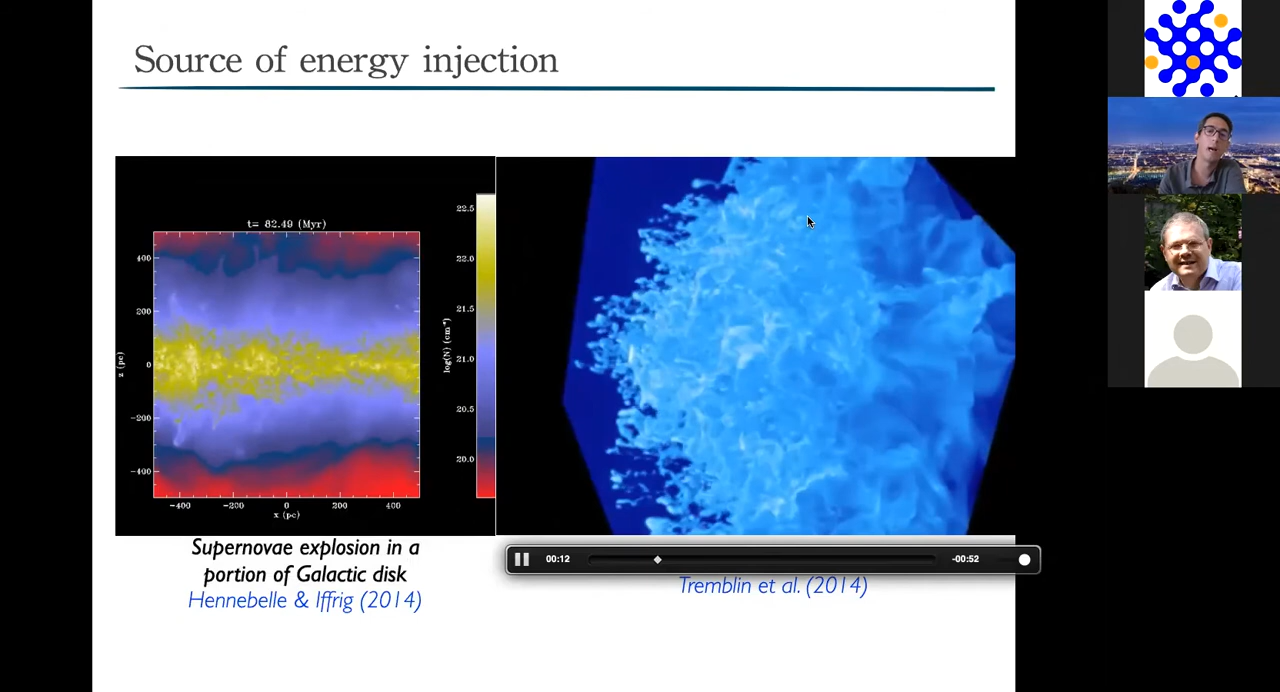 Source of energy injection
t= 82.49 (Myr)
400
200
0
−200
−400
z (pc)
−400 −200 0 200 400
x (pc)
22.5
22.0
21.5
21.0
20.5
20.0
log(N) (cm⁻²)
Supernovae explosion in a
portion of Galactic disk
Hennebelle & Iffrig (2014)
00:12 -00:52
Tremblin et al. (2014)